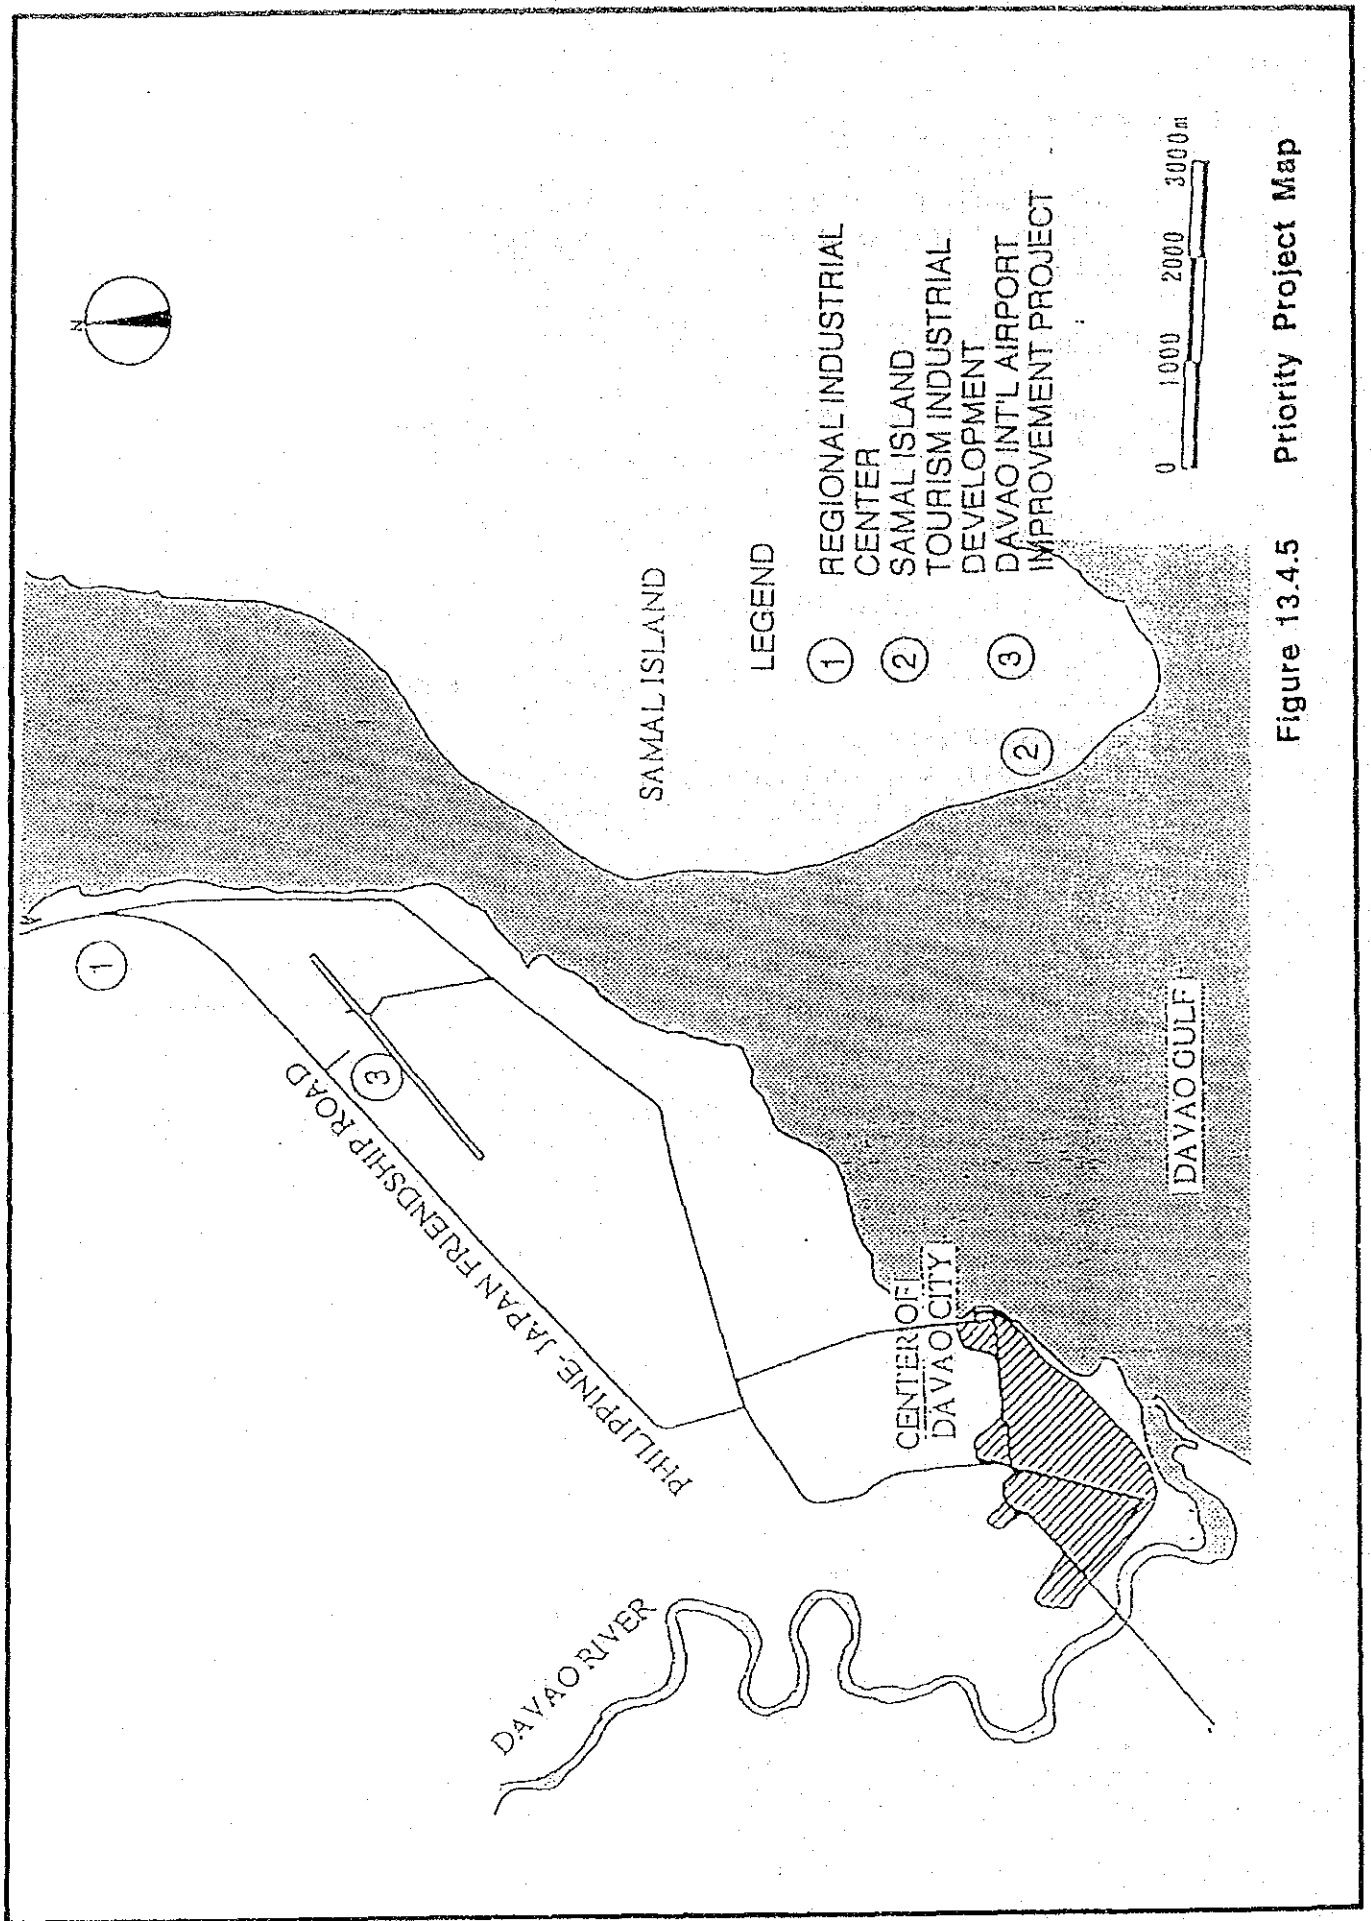 N
SAMAL ISLAND
LEGEND
1 REGIONAL INDUSTRIAL
CENTER
2 SAMAL ISLAND
TOURISM INDUSTRIAL
DEVELOPMENT
3 DAVAO INT'L AIRPORT
IMPROVEMENT PROJECT
1
2
3
PHILIPPINE-JAPAN FRIENDSHIP ROAD
DAVAO RIVER
CENTER OF
DAVAO CITY
DAVAO GULF
0 1000 2000 3000m
Figure 13.4.5 Priority Project Map